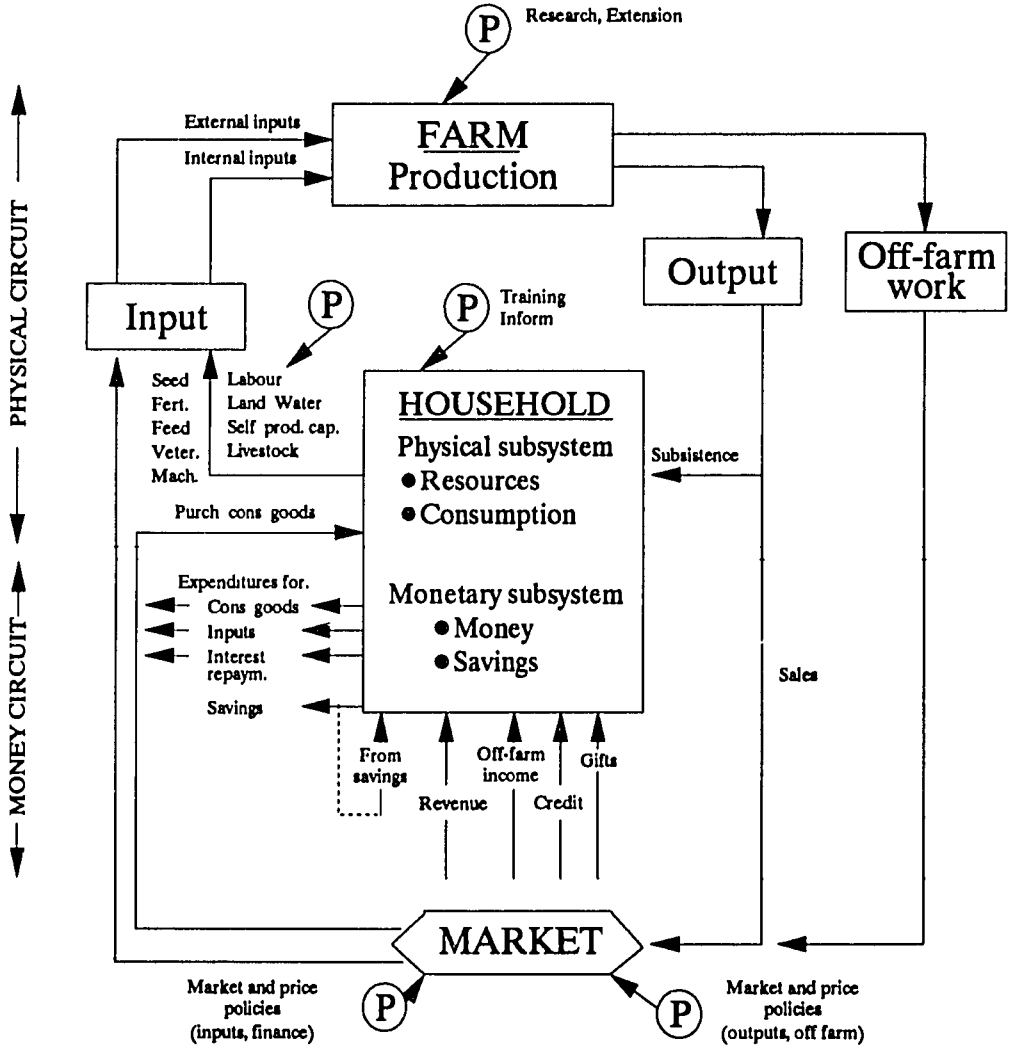 P
Research, Extension
External inputs
Internal inputs
FARM
Production
Output
Off-farm
work
Input
P
P
Training
Inform
Seed
Fert.
Feed
Veter.
Mach.
Labour
Land Water
Self prod. cap.
Livestock
HOUSEHOLD
Physical subsystem
Resources
Consumption
Monetary subsystem
Money
Savings
Subsistence
Purch cons goods
Expenditures for.
Cons goods
Inputs
Interest
repaym.
Savings
Sales
From
savings
Revenue
Off-farm
income
Credit
Gifts
MARKET
Market and price
policies
(inputs, finance)
P
P
Market and price
policies
(outputs, off farm)
PHYSICAL CIRCUIT
MONEY CIRCUIT